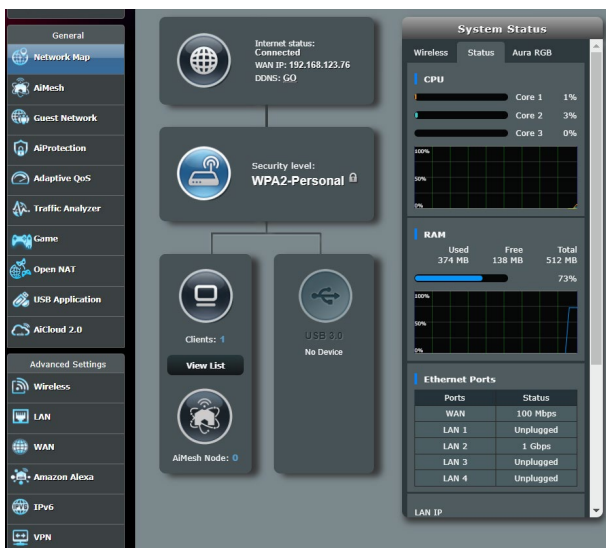 General
Network Map
AiMesh
Guest Network
AiProtection
Adaptive QoS
Traffic Analyzer
Game
Open NAT
USB Application
AiCloud 2.0
Advanced Settings
Wireless
LAN
WAN
Amazon Alexa
IPv6
VPN
Internet status:
Connected
WAN IP: 192.168.123.76
DDNS: GO
Security level:
WPA2-Personal
Clients: 1
View List
AiMesh Node: 0
USB 3.0
No Device
System Status
Wireless Status Aura RGB
CPU
Core 1 1%
Core 2 3%
Core 3 0%
100%
50%
0%
RAM
Used Free Total
374 MB 138 MB 512 MB
73%
100%
50%
0%
Ethernet Ports
Ports Status
WAN 100 Mbps
LAN 1 Unplugged
LAN 2 1 Gbps
LAN 3 Unplugged
LAN 4 Unplugged
LAN IP